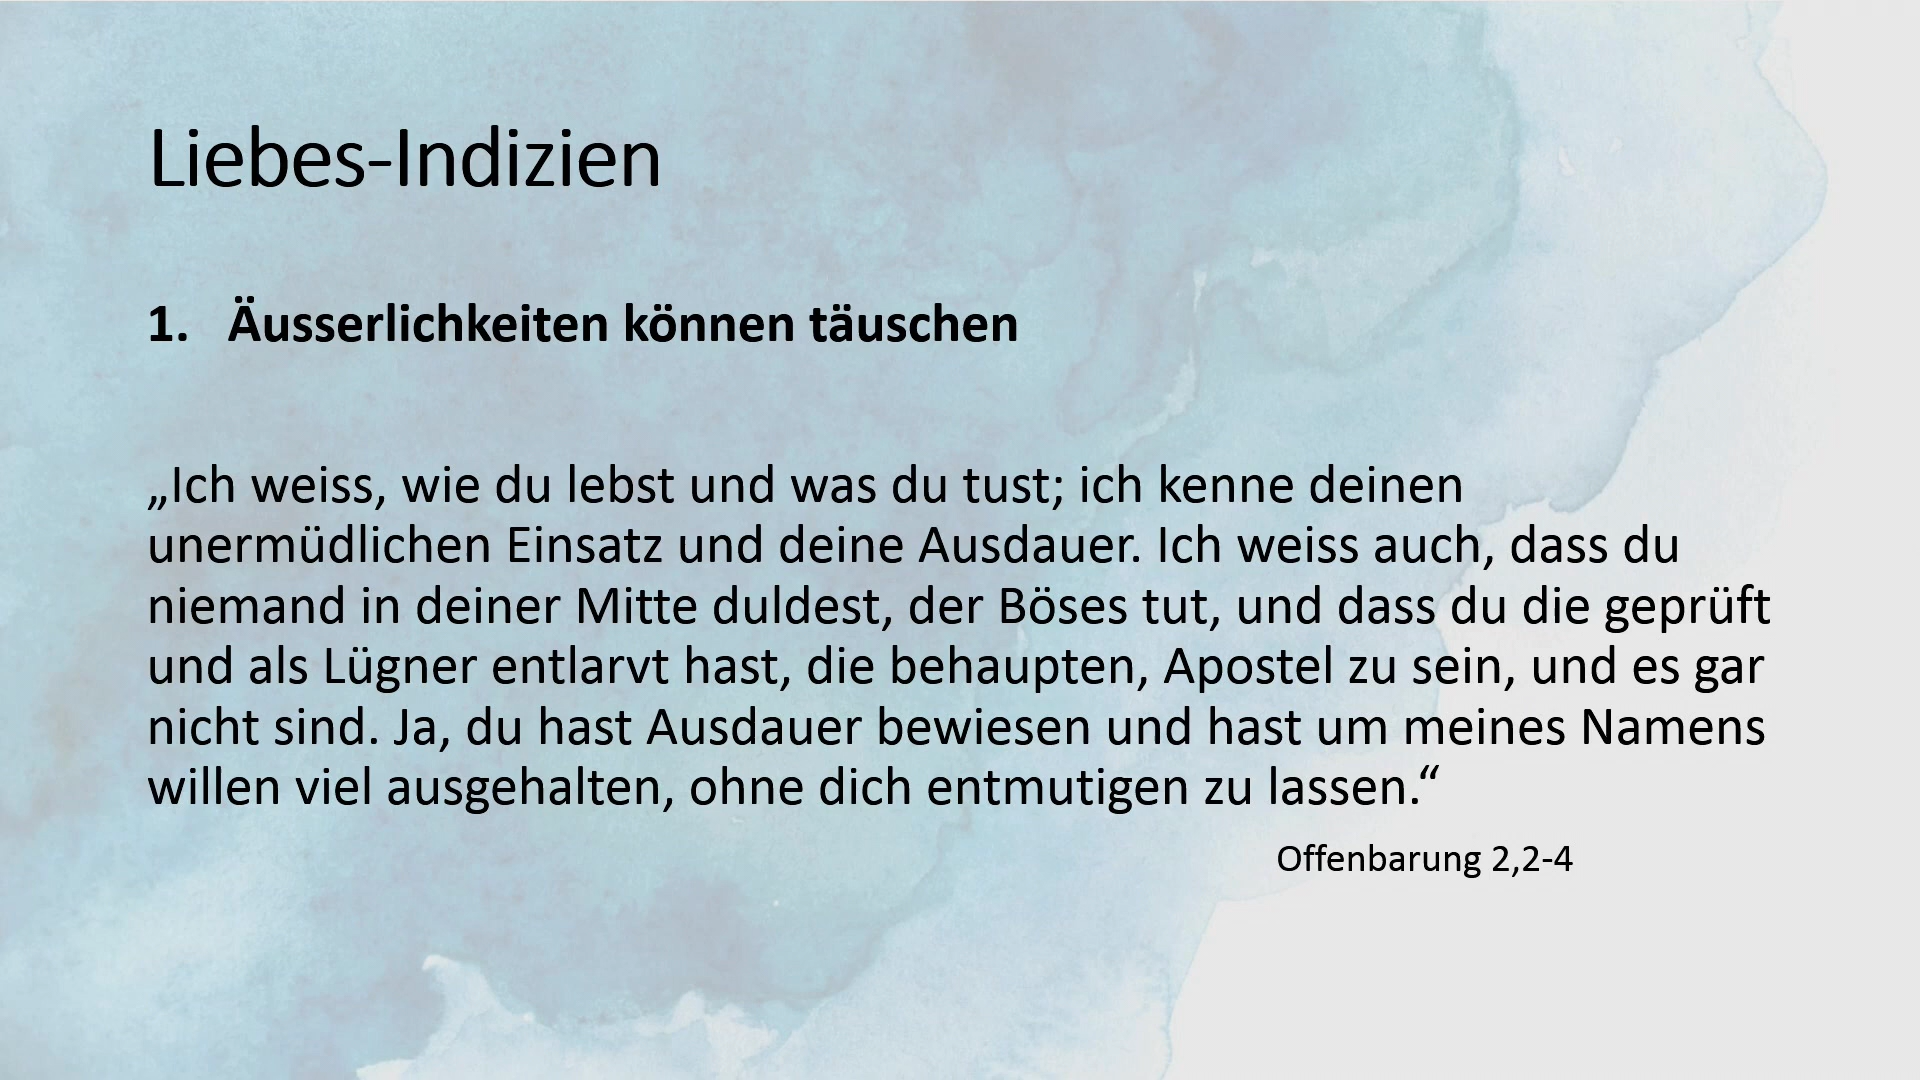 Liebes-Indizien
1. Äusserlichkeiten können täuschen
„Ich weiss, wie du lebst und was du tust; ich kenne deinen
unermüdlichen Einsatz und deine Ausdauer. Ich weiss auch, dass du
niemand in deiner Mitte duldest, der Böses tut, und dass du die geprüft
und als Lügner entlarvt hast, die behaupten, Apostel zu sein, und es gar
nicht sind. Ja, du hast Ausdauer bewiesen und hast um meines Namens
willen viel ausgehalten, ohne dich entmutigen zu lassen.“
Offenbarung 2,2-4